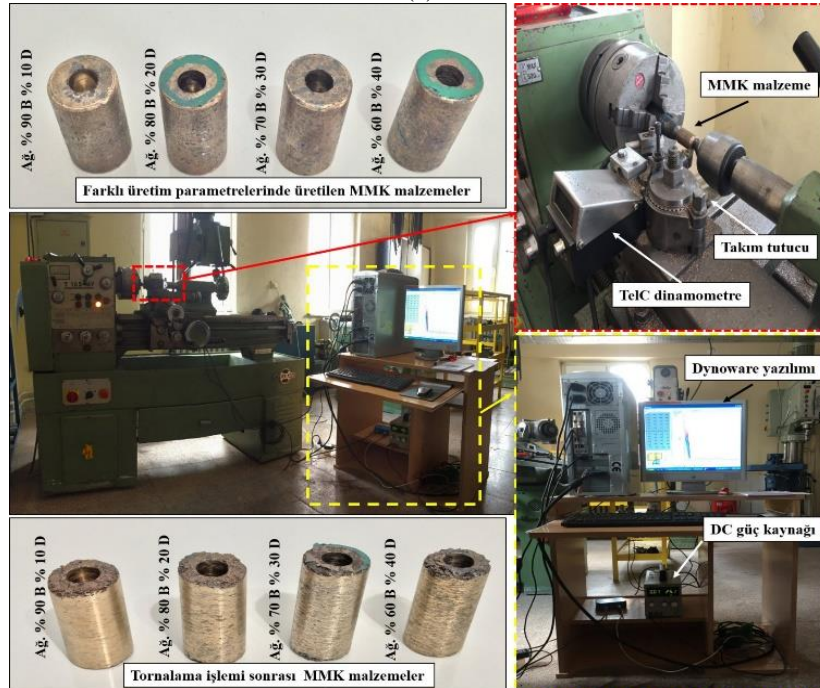 Ağ. % 90 B % 10 D
Ağ. % 80 B % 20 D
Ağ. % 70 B % 30 D
Ağ. % 60 B % 40 D
Farklı üretim parametrelerinde üretilen MMK malzemeler
MMK malzeme
Takım tutucu
TelC dinamometre
Dynoware yazılımı
DC güç kaynağı
Ağ. % 90 B % 10 D
Ağ. % 80 B % 20 D
Ağ. % 70 B % 30 D
Ağ. % 60 B % 40 D
Tornalama işlemi sonrası MMK malzemeler